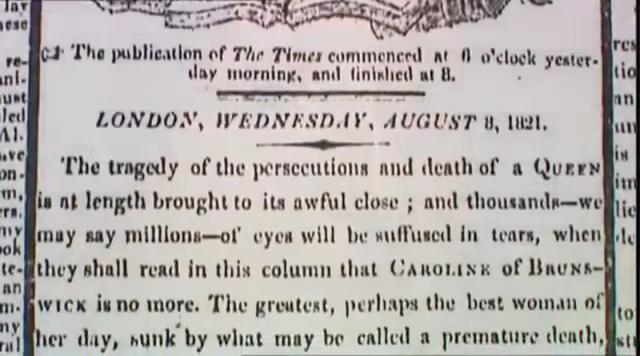 The publication of The Times commenced at 6 o'clock yester-
day morning, and finished at 8.
LONDON, WEDNESDAY, AUGUST 8, 1821.
The tragedy of the persecutions and death of a QUEEN
is at length brought to its awful close ; and thousands—we
may say millions—of eyes will be suffused in tears, when
they shall read in this column that CAROLINE of BRUNS-
WICK is no more. The greatest, perhaps the best woman of
her day, sunk by what may be called a premature death,